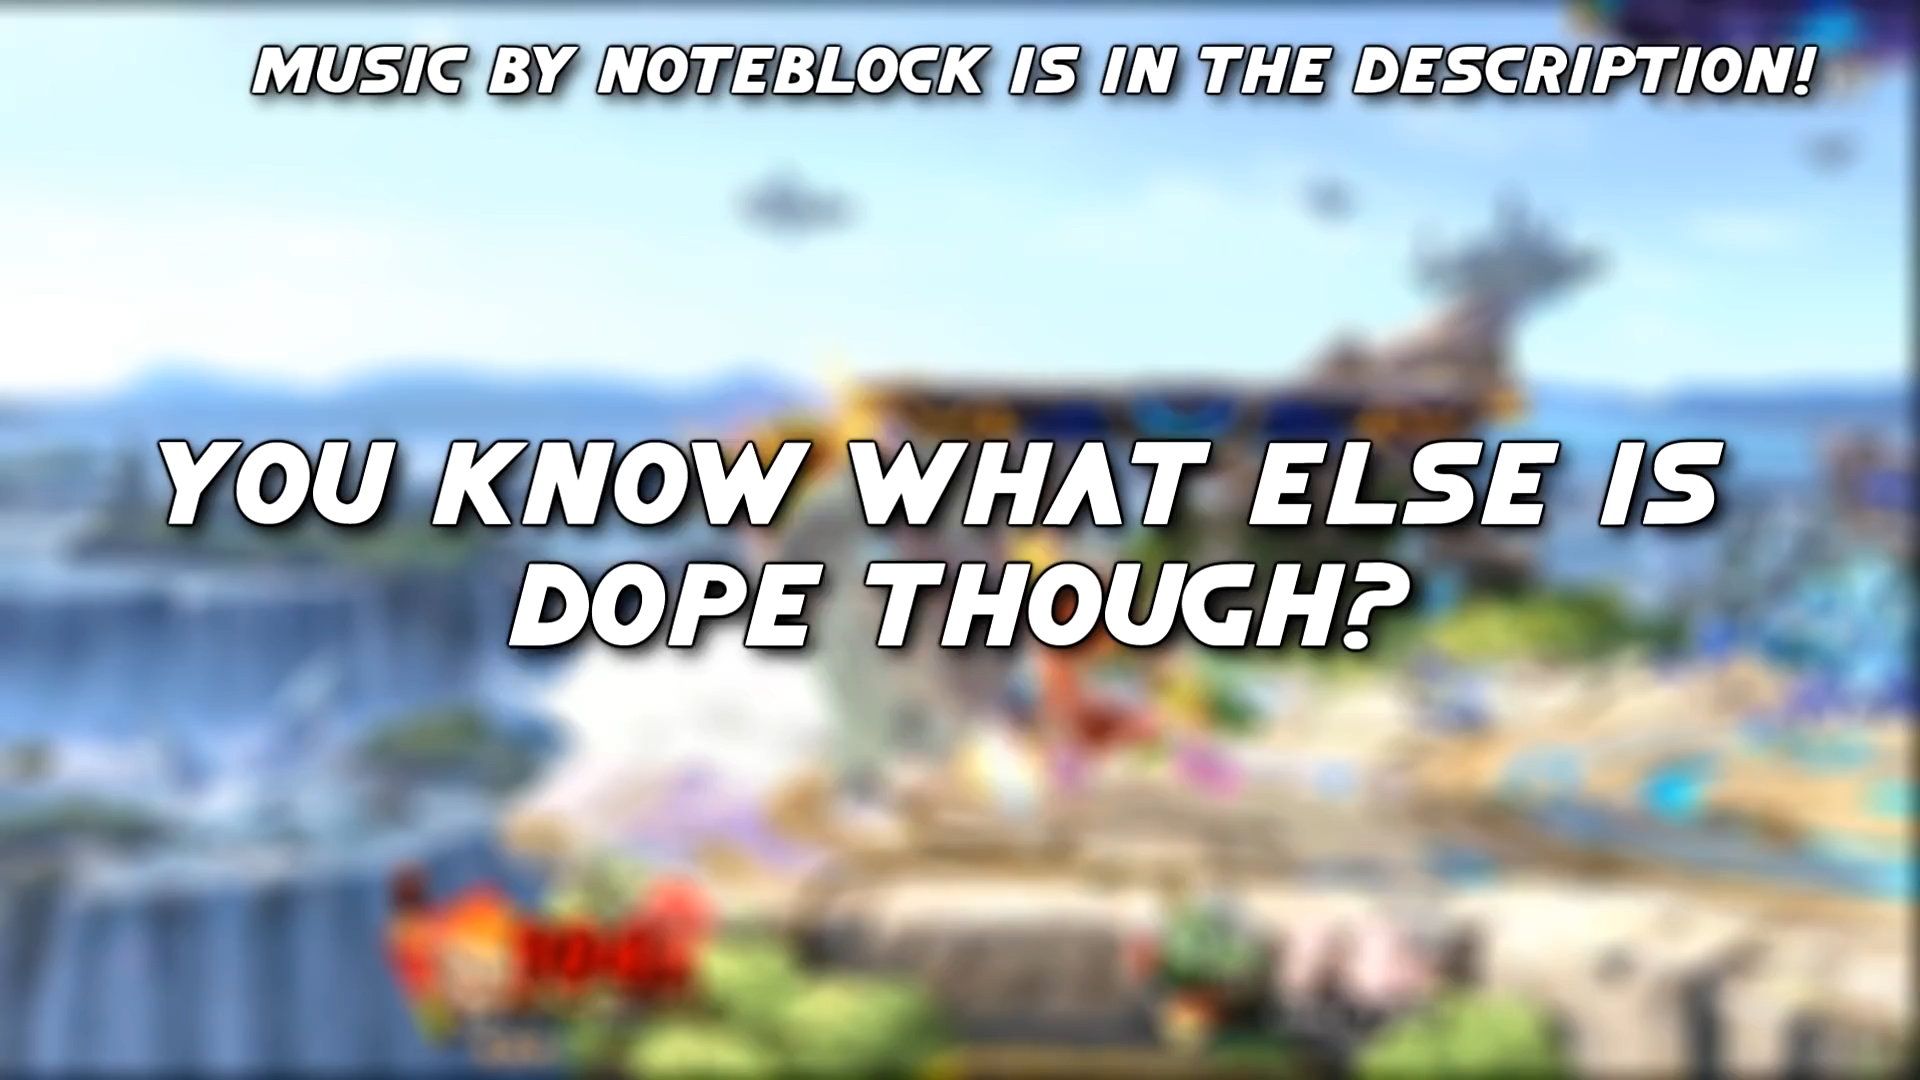 MUSIC BY NOTEBLOCK IS IN THE DESCRIPTION!
YOU KNOW WHAT ELSE IS
DOPE THOUGH?